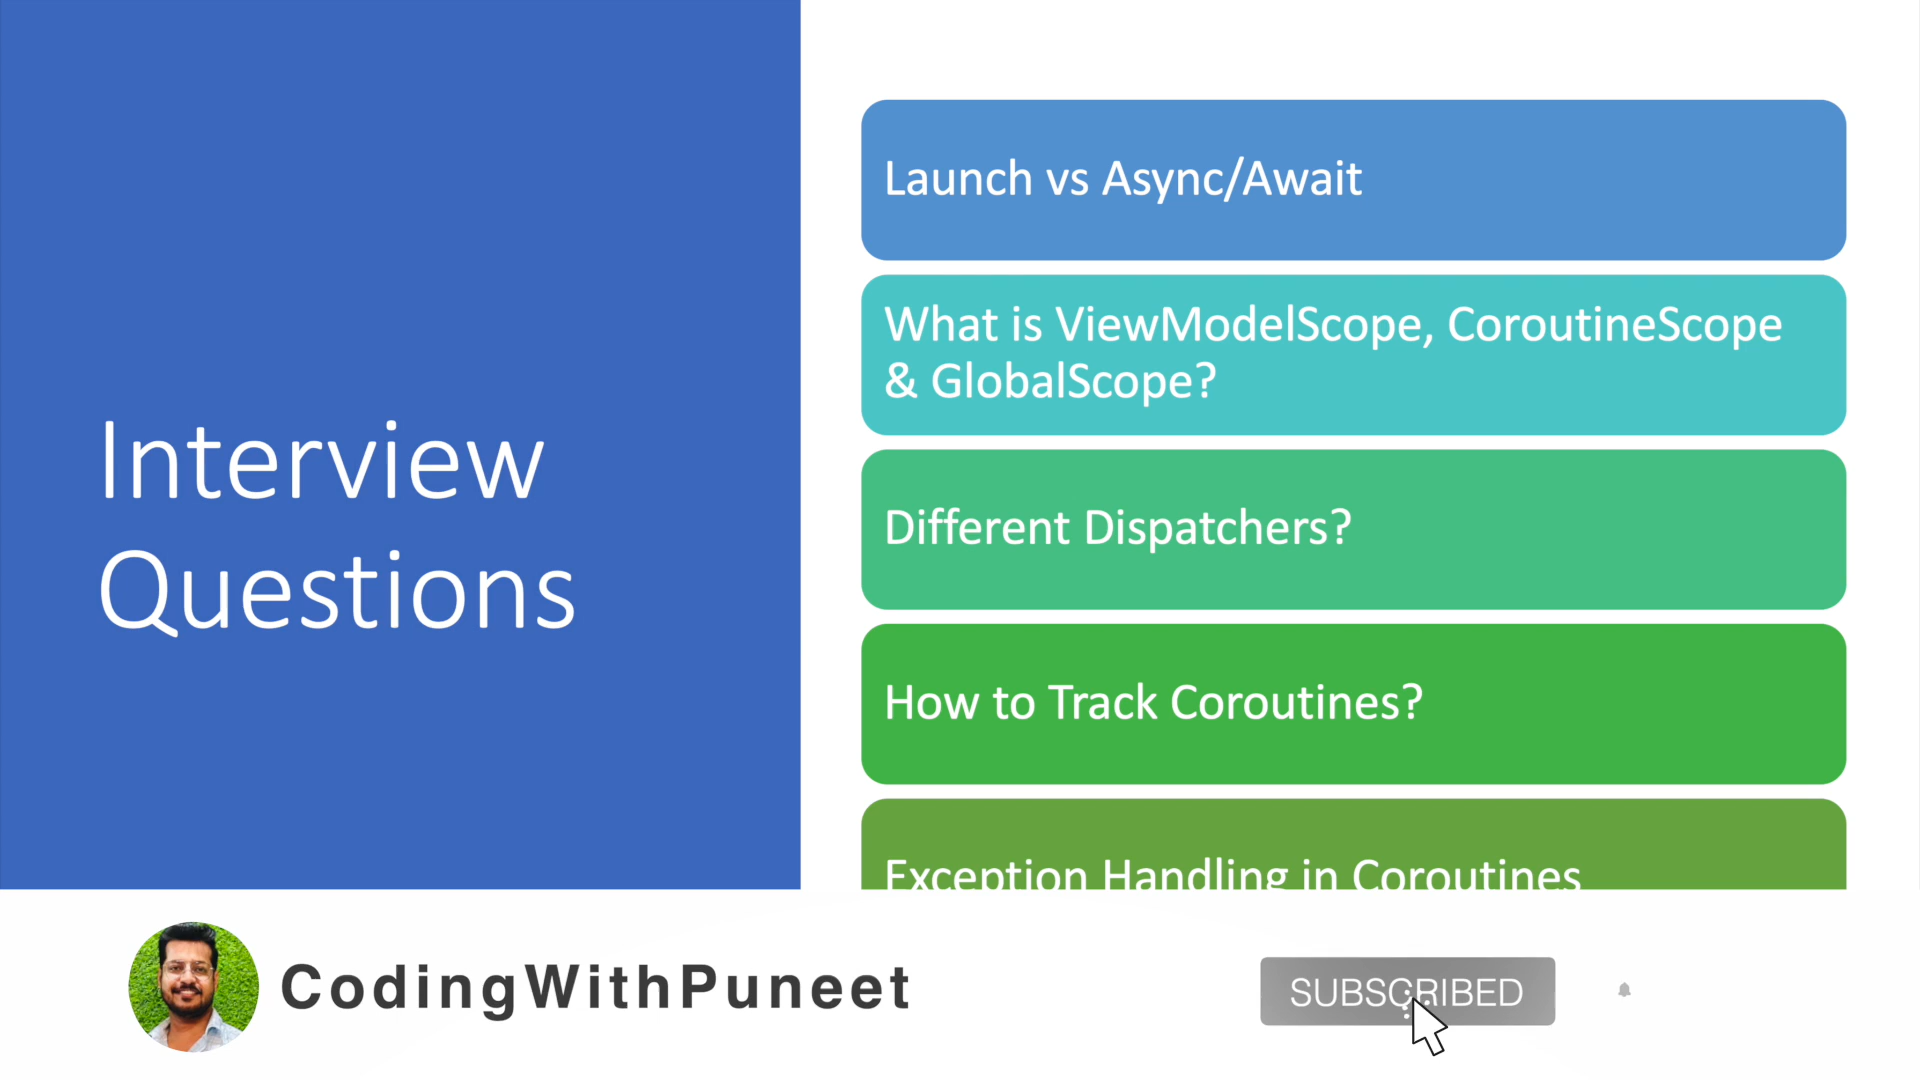 Interview
Questions
Launch vs Async/Await
What is ViewModelScope, CoroutineScope
& GlobalScope?
Different Dispatchers?
How to Track Coroutines?
Exception Handling in Coroutines
CodingWithPuneet
SUBSCRIBED